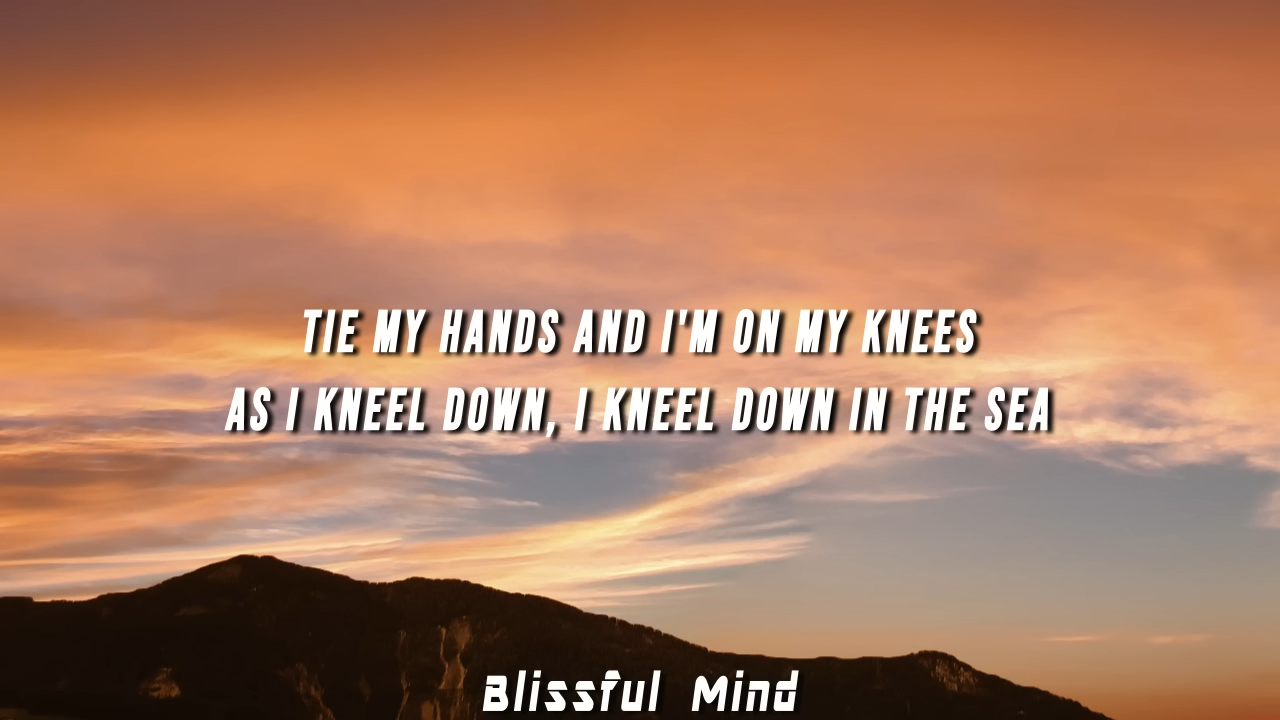 TIE MY HANDS AND I'M ON MY KNEES
AS I KNEEL DOWN, I KNEEL DOWN IN THE SEA
Blissful Mind